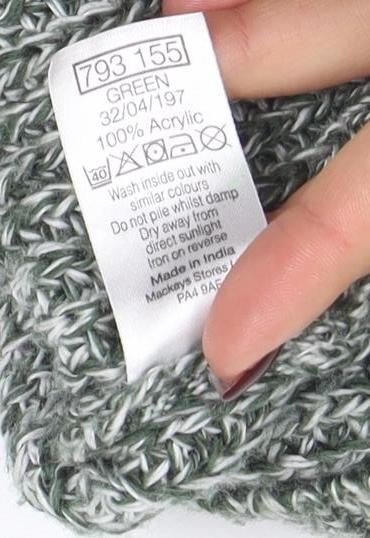 793 155
GREEN
32/04/197
100% Acrylic
40
Wash inside out with
similar colours
Do not pile whilst damp
Dry away from
direct sunlight
Iron on reverse
Made in India
Mackays Stores
PA4